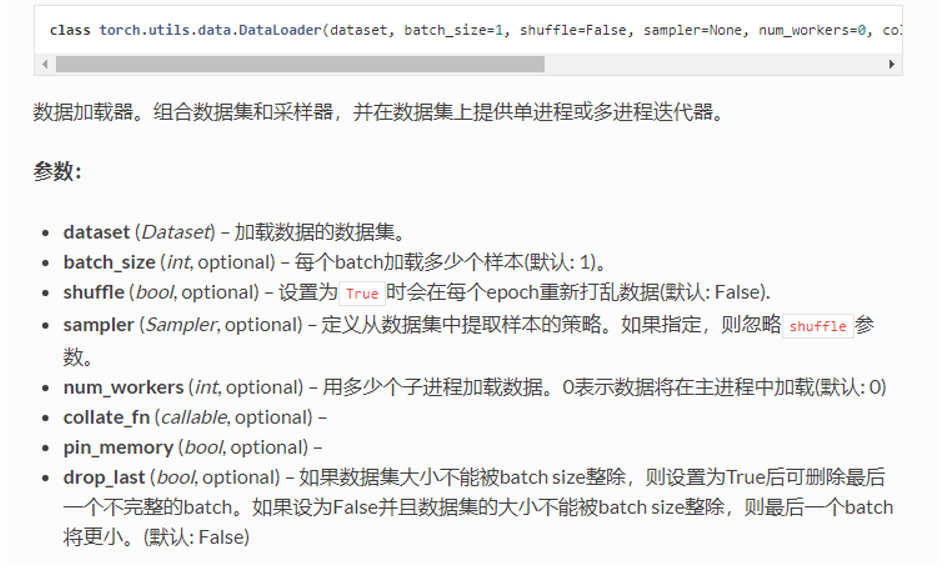 class torch.utils.data.DataLoader(dataset, batch_size=1, shuffle=False, sampler=None, num_workers=0,
数据加载器。组合数据集和采样器，并在数据集上提供单进程或多进程迭代器。
参数：
dataset (Dataset) – 加载数据的数据集。
batch_size (int, optional) – 每个batch加载多少个样本(默认: 1)。
shuffle (bool, optional) – 设置为True时会在每个epoch重新打乱数据(默认: False).
sampler (Sampler, optional) – 定义从数据集中提取样本的策略。如果指定，则忽略shuffle参
数。
num_workers (int, optional) – 用多少个子进程加载数据。0表示数据将在主进程中加载(默认: 0)
collate_fn (callable, optional) –
pin_memory (bool, optional) –
drop_last (bool, optional) – 如果数据集大小不能被batch size整除，则设置为True后可删除最后
一个不完整的batch。如果设为False并且数据集的大小不能被batch size整除，则最后一个batch
将更小。(默认: False)